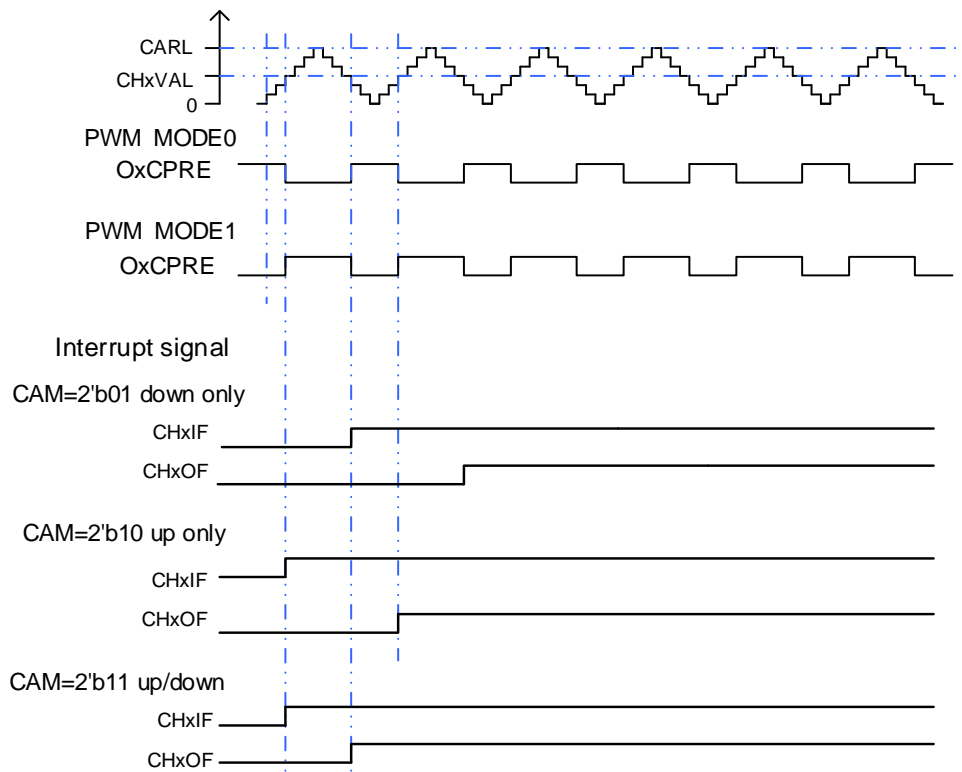 CARL
CHxVAL
0
PWM MODE0
OxCPRE
PWM MODE1
OxCPRE
Interrupt signal
CAM=2'b01 down only
CHxIF
CHxOF
CAM=2'b10 up only
CHxIF
CHxOF
CAM=2'b11 up/down
CHxIF
CHxOF